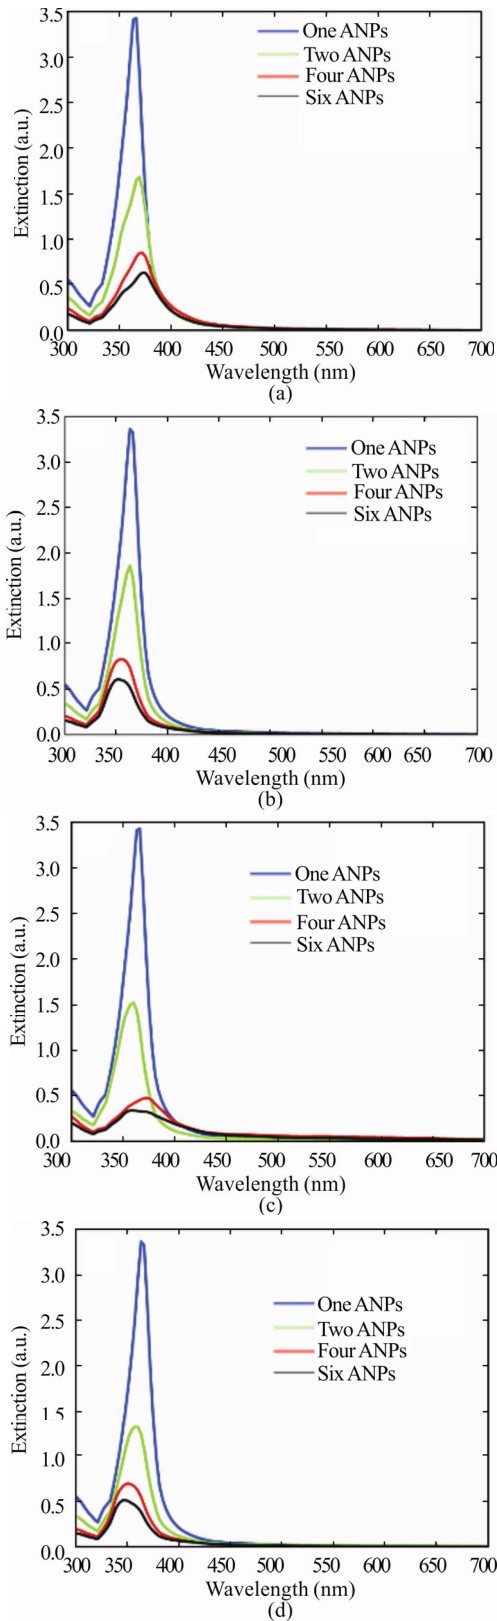 3.5
3.0
2.5
2.0
1.5
1.0
0.5
0.0
Extinction (a.u.)
One ANPs
Two ANPs
Four ANPs
Six ANPs
300 350 400 450 500 550 600 650 700
Wavelength (nm)
(a)
3.5
3.0
2.5
2.0
1.5
1.0
0.5
0.0
Extinction (a.u.)
One ANPs
Two ANPs
Four ANPs
Six ANPs
300 350 400 450 500 550 600 650 700
Wavelength (nm)
(b)
3.5
3.0
2.5
2.0
1.5
1.0
0.5
0.0
Extinction (a.u.)
One ANPs
Two ANPs
Four ANPs
Six ANPs
300 350 400 450 500 550 600 650 700
Wavelength (nm)
(c)
3.5
3.0
2.5
2.0
1.5
1.0
0.5
0.0
Extinction (a.u.)
One ANPs
Two ANPs
Four ANPs
Six ANPs
300 350 400 450 500 550 600 650 700
Wavelength (nm)
(d)